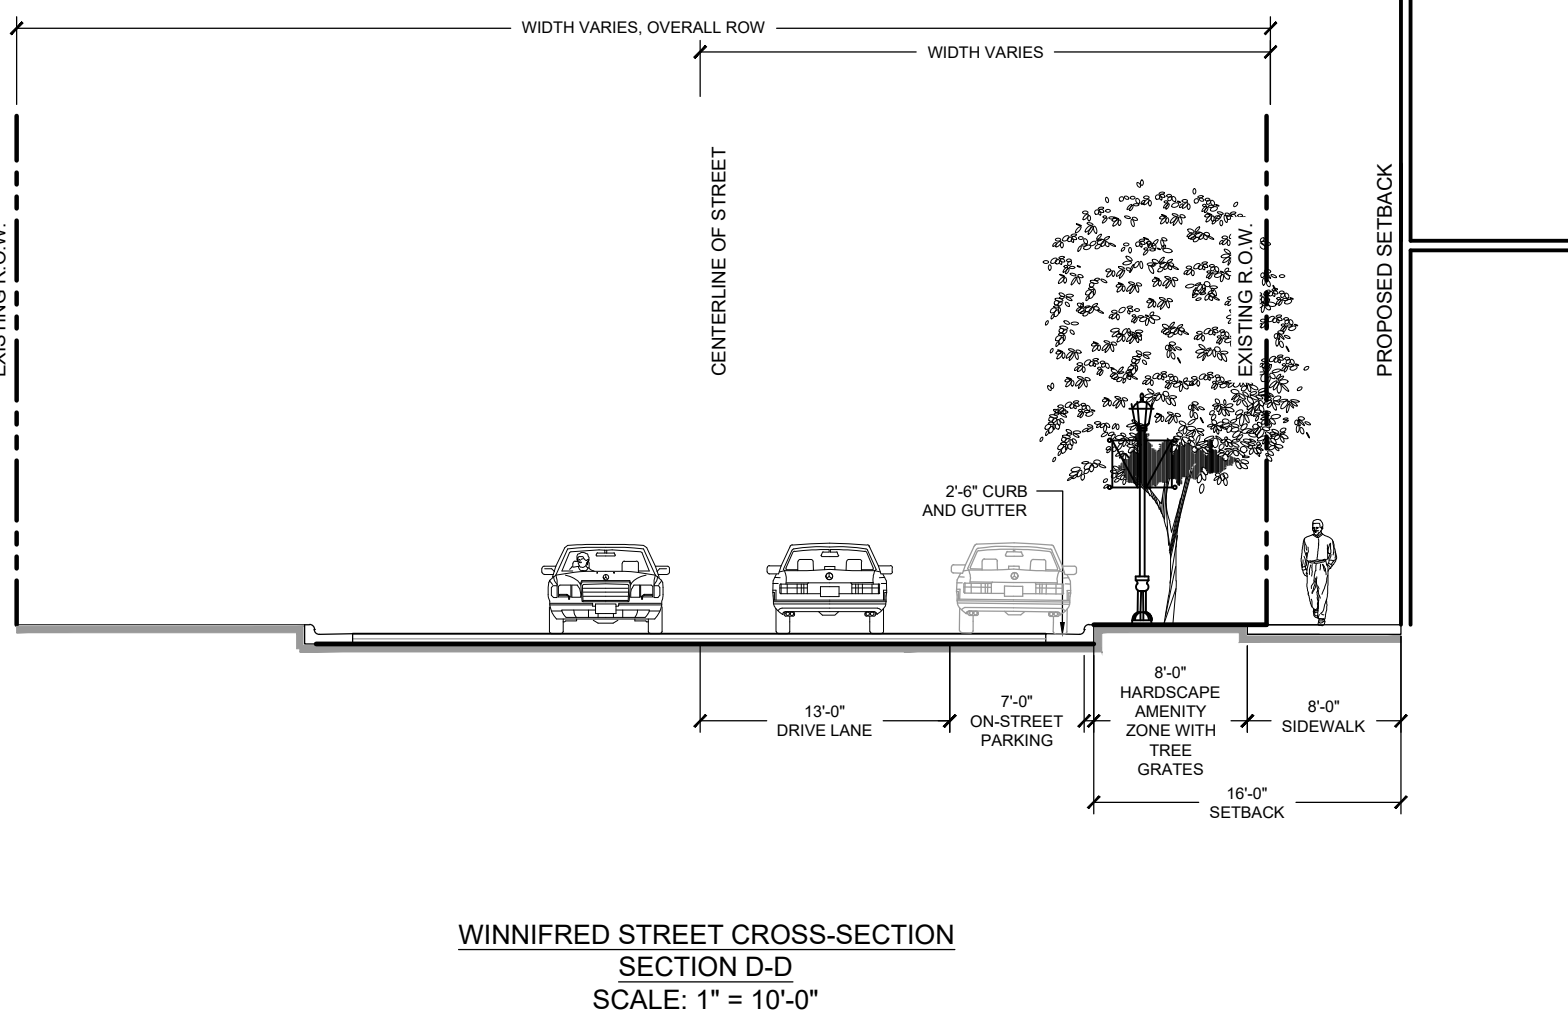 WIDTH VARIES, OVERALL ROW
WIDTH VARIES
EXISTING R.O.W.
CENTERLINE OF STREET
EXISTING R.O.W.
PROPOSED SETBACK
2'-6" CURB
AND GUTTER
13'-0"
DRIVE LANE
7'-0"
ON-STREET
PARKING
8'-0"
HARDSCAPE
AMENITY
ZONE WITH
TREE
GRATES
8'-0"
SIDEWALK
16'-0"
SETBACK
WINNIFRED STREET CROSS-SECTION
SECTION D-D
SCALE: 1" = 10'-0"